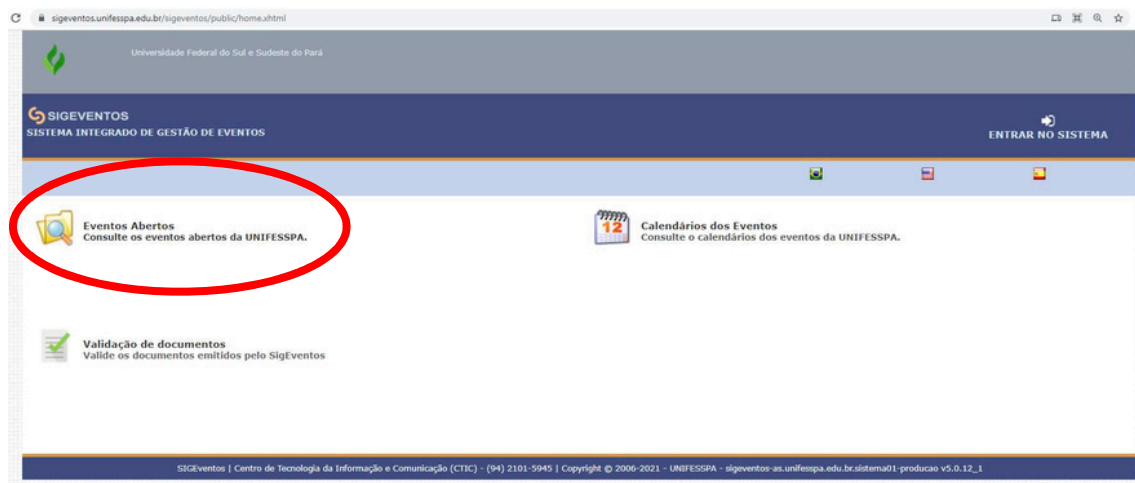 sigeventos.unifesspa.edu.br/sigeventos/public/home.xhtml
Universidade Federal do Sul e Sudeste do Pará
SIGEVENTOS
SISTEMA INTEGRADO DE GESTÃO DE EVENTOS
ENTRAR NO SISTEMA
Eventos Abertos
Consulte os eventos abertos da UNIFESSPA.
12
Calendários dos Eventos
Consulte o calendários dos eventos da UNIFESSPA.
Validação de documentos
Valide os documentos emitidos pelo SigEventos
SIGEventos | Centro de Tecnologia da Informação e Comunicação (CTIC) - (94) 2101-5945 | Copyright © 2006-2021 - UNIFESSPA - sigeventos-as.unifesspa.edu.br.sistema01-producao v5.0.12_1